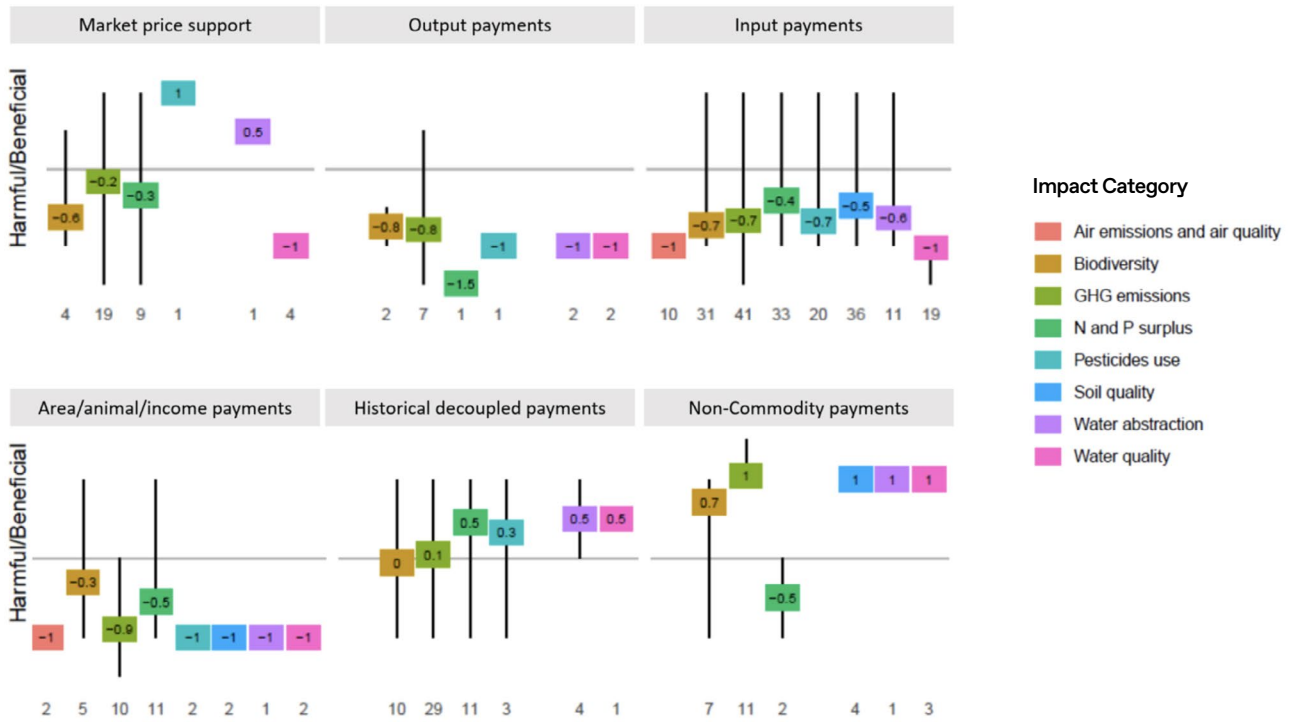 Market price support
Output payments
Input payments
Harmful/Beneficial
−0.6
−0.2
−0.3
1
0.5
−1
4 19 9 1 1 4
−0.8
−0.8
−1.5
−1
−1
−1
2 7 1 1 2 2
−1
−0.7
−0.7
−0.4
−0.7
−0.5
−0.6
−1
10 31 41 33 20 36 11 19
Impact Category
Air emissions and air quality
Biodiversity
GHG emissions
N and P surplus
Pesticides use
Soil quality
Water abstraction
Water quality
Area/animal/income payments
Historical decoupled payments
Non-Commodity payments
Harmful/Beneficial
−1
−0.3
−0.9
−0.5
−1
−1
−1
−1
2 5 10 11 2 2 1 2
0
0.1
0.5
0.3
0.5
0.5
10 29 11 3 4 1
0.7
1
−0.5
1
1
1
7 11 2 4 1 3